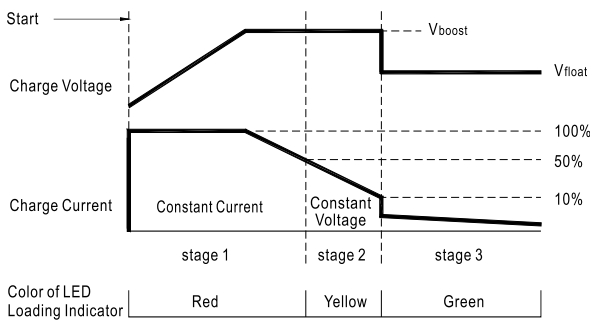 Start
Vboost
Charge Voltage
Vfloat
100%
50%
10%
Charge Current
Constant Current
Constant
Voltage
stage 1
stage 2
stage 3
Color of LED
Loading Indicator
Red
Yellow
Green